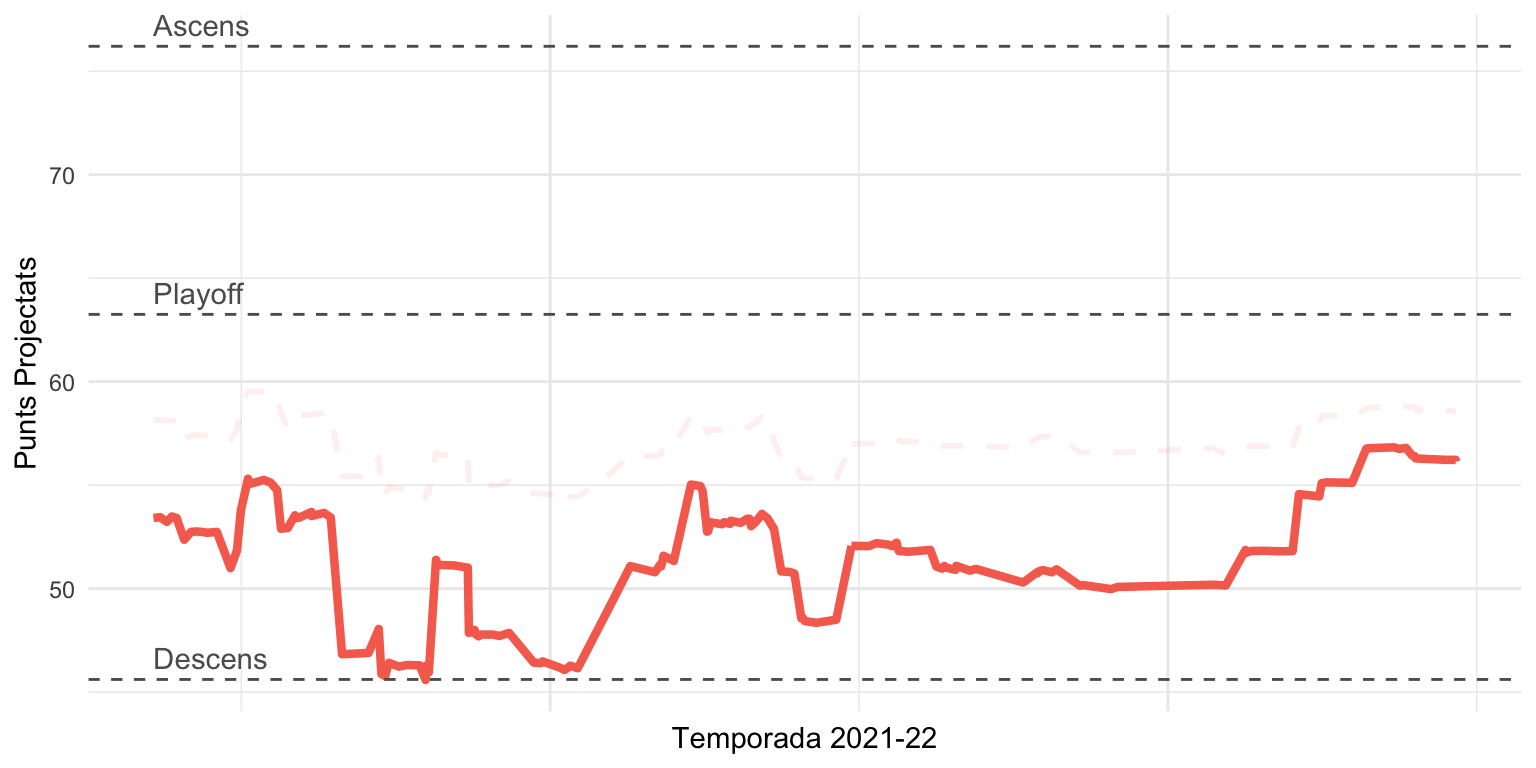 Ascens
70
Playoff
60
Punts Projectats
50
Descens
Temporada 2021-22